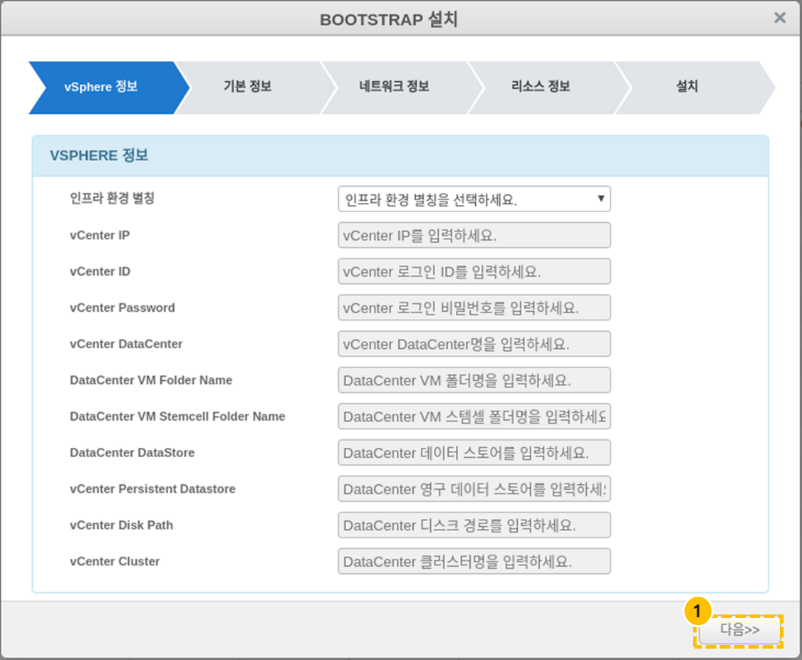 BOOTSTRAP 설치
×
vSphere 정보
기본 정보
네트워크 정보
리소스 정보
설치
VSPHERE 정보
인프라 환경 별칭 인프라 환경 별칭을 선택하세요.
vCenter IP vCenter IP를 입력하세요.
vCenter ID vCenter 로그인 ID를 입력하세요.
vCenter Password vCenter 로그인 비밀번호를 입력하세요.
vCenter DataCenter vCenter DataCenter명을 입력하세요.
DataCenter VM Folder Name DataCenter VM 폴더명을 입력하세요.
DataCenter VM Stemcell Folder Name DataCenter VM 스템셀 폴더명을 입력하세요
DataCenter DataStore DataCenter 데이터 스토어를 입력하세요.
vCenter Persistent Datastore DataCenter 영구 데이터 스토어를 입력하세요
vCenter Disk Path DataCenter 디스크 경로를 입력하세요.
vCenter Cluster DataCenter 클러스터명을 입력하세요.
1
다음>>